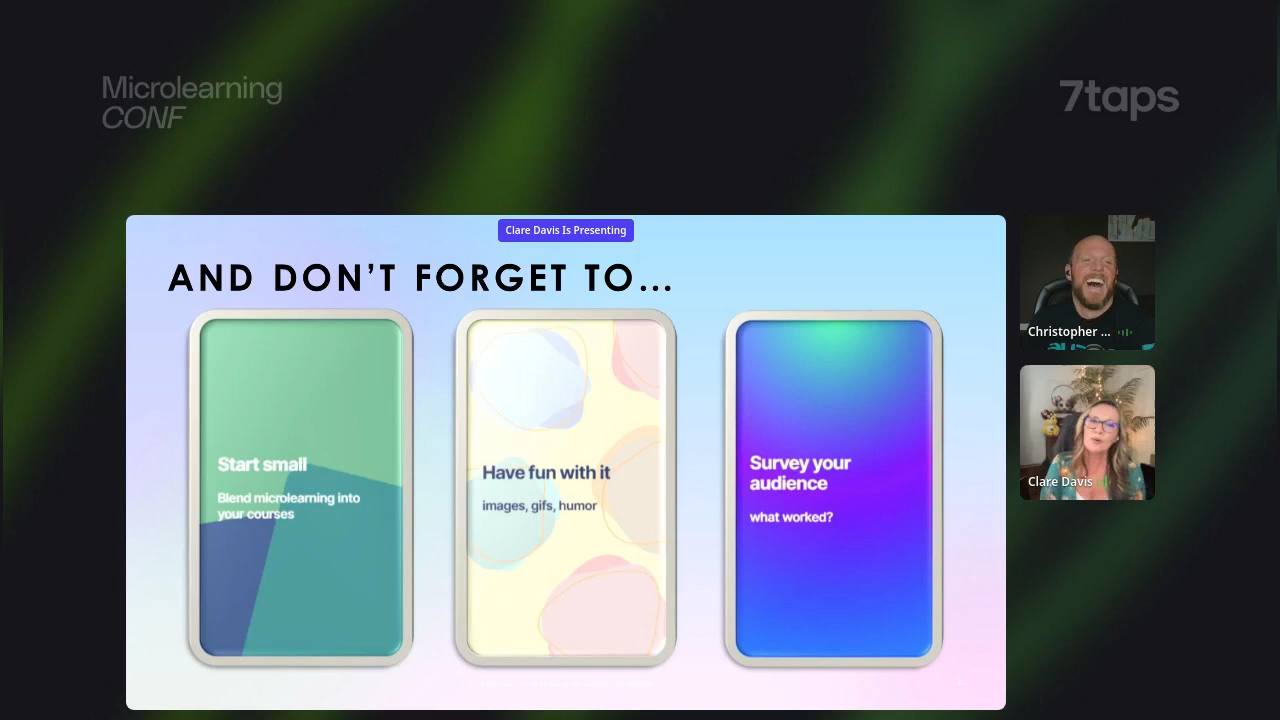 Microlearning
CONF
7taps
Clare Davis Is Presenting
AND DON'T FORGET TO...
Start small
Blend microlearning into
your courses
Have fun with it
images, gifs, humor
Survey your
audience
what worked?
Christopher ...
Clare Davis